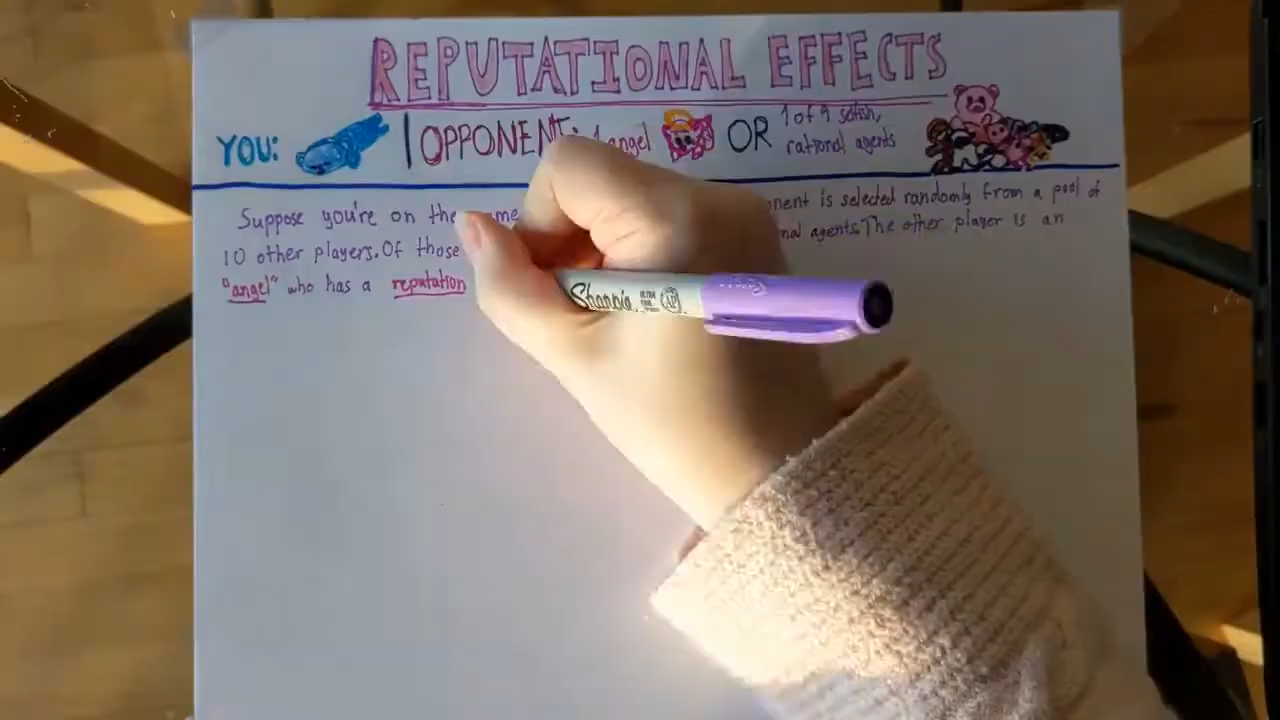 REPUTATIONAL EFFECTS
YOU: OPPONENT: 1 angel OR 1 of 9 selfish,
rational agents
Suppose you're on the is selected randomly from a pool of
10 other players. Of those agents. The other player is an
"angel" who has a reputation
Sharpie